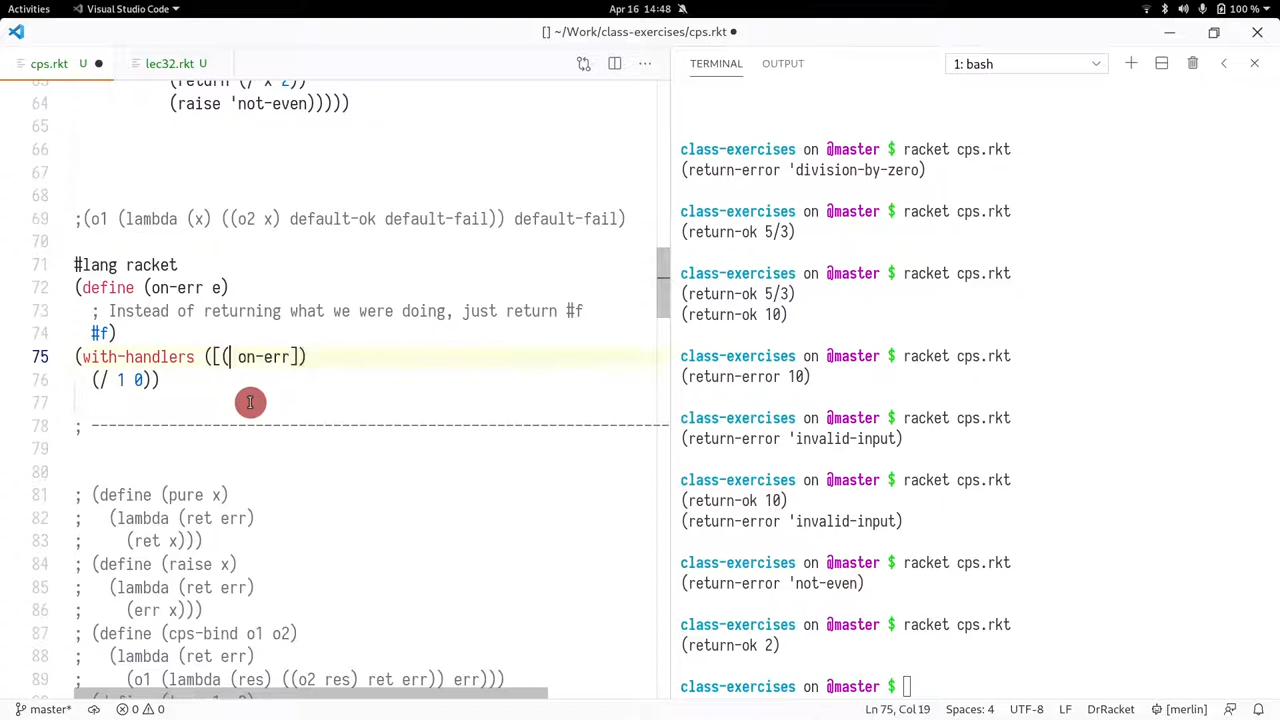 Activities Visual Studio Code Apr 16 14:48 100 %
[] ~/Work/class-exercises/cps.rkt ●
cps.rkt U ● lec32.rkt U ···
TERMINAL OUTPUT 1: bash
63 (return (/ x 2))
64 (raise 'not-even)))))
65
66
67
68
69 ;(o1 (lambda (x) ((o2 x) default-ok default-fail)) default-fail)
70
71 #lang racket
72 (define (on-err e)
73 ; Instead of returning what we were doing, just return #f
74 #f)
75 (with-handlers ([( on-err])
76 (/ 1 0))
77
78 ; -------------------------------------------------------------------
79
80
81 ; (define (pure x)
82 ; (lambda (ret err)
83 ; (ret x)))
84 ; (define (raise x)
85 ; (lambda (ret err)
86 ; (err x)))
87 ; (define (cps-bind o1 o2)
88 ; (lambda (ret err)
89 ; (o1 (lambda (res) ((o2 res) ret err)) err)))
class-exercises on @master $ racket cps.rkt
(return-error 'division-by-zero)
class-exercises on @master $ racket cps.rkt
(return-ok 5/3)
class-exercises on @master $ racket cps.rkt
(return-ok 5/3)
(return-ok 10)
class-exercises on @master $ racket cps.rkt
(return-error 10)
class-exercises on @master $ racket cps.rkt
(return-error 'invalid-input)
class-exercises on @master $ racket cps.rkt
(return-ok 10)
(return-error 'invalid-input)
class-exercises on @master $ racket cps.rkt
(return-error 'not-even)
class-exercises on @master $ racket cps.rkt
(return-ok 2)
class-exercises on @master $
master* 0 0 Ln 75, Col 19 Spaces: 4 UTF-8 LF DrRacket [merlin]